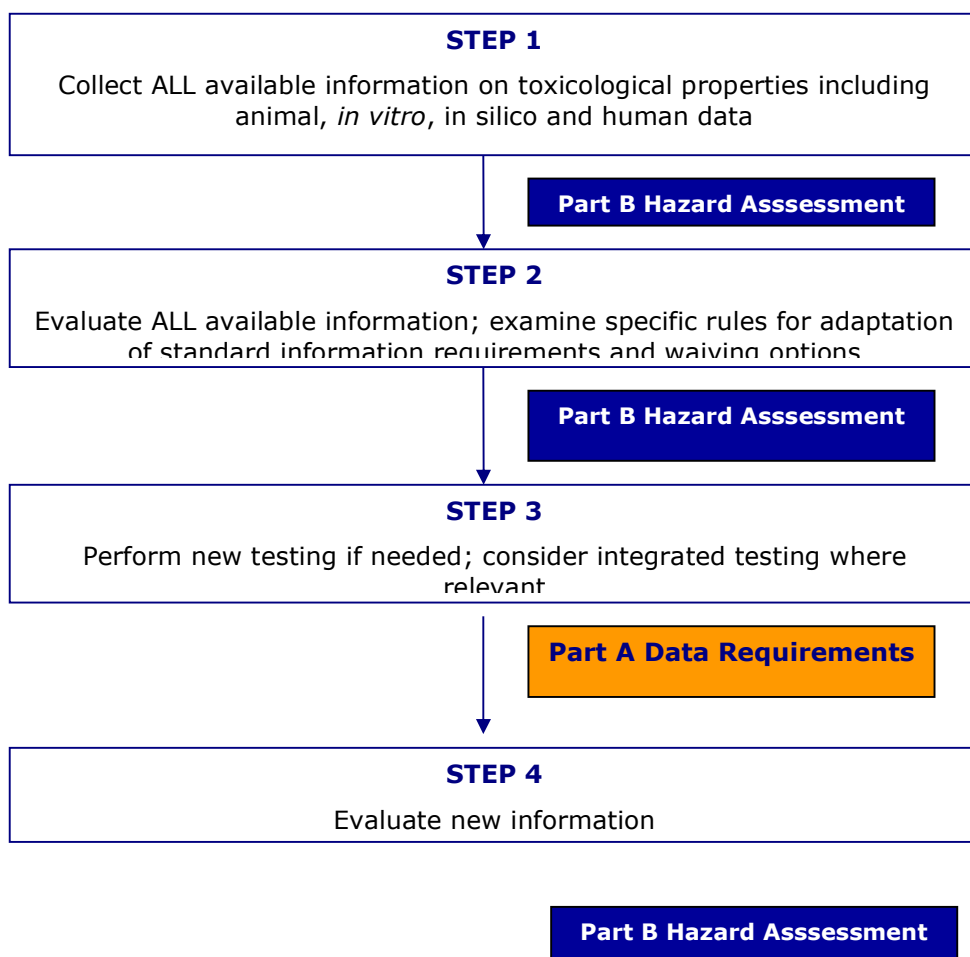 STEP 1
Collect ALL available information on toxicological properties including
animal, in vitro, in silico and human data
Part B Hazard Asssessment
STEP 2
Evaluate ALL available information; examine specific rules for adaptation
of standard information requirements and waiving options
Part B Hazard Asssessment
STEP 3
Perform new testing if needed; consider integrated testing where
relevant
Part A Data Requirements
STEP 4
Evaluate new information
Part B Hazard Asssessment